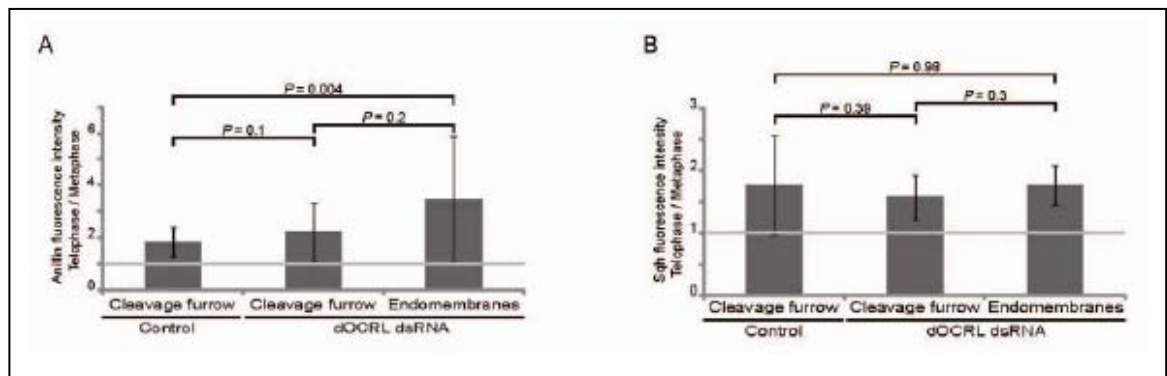 A
P = 0.004
P = 0.1
P = 0.2
Anillin fluorescence intensity
Telophase / Metaphase
6
4
2
0
Cleavage furrow
Cleavage furrow
Endomembranes
Control
dOCRL dsRNA
B
P = 0.98
P = 0.39
P = 0.3
Sqh fluorescence intensity
Telophase / Metaphase
3
2
1
0
Cleavage furrow
Cleavage furrow
Endomembranes
Control
dOCRL dsRNA